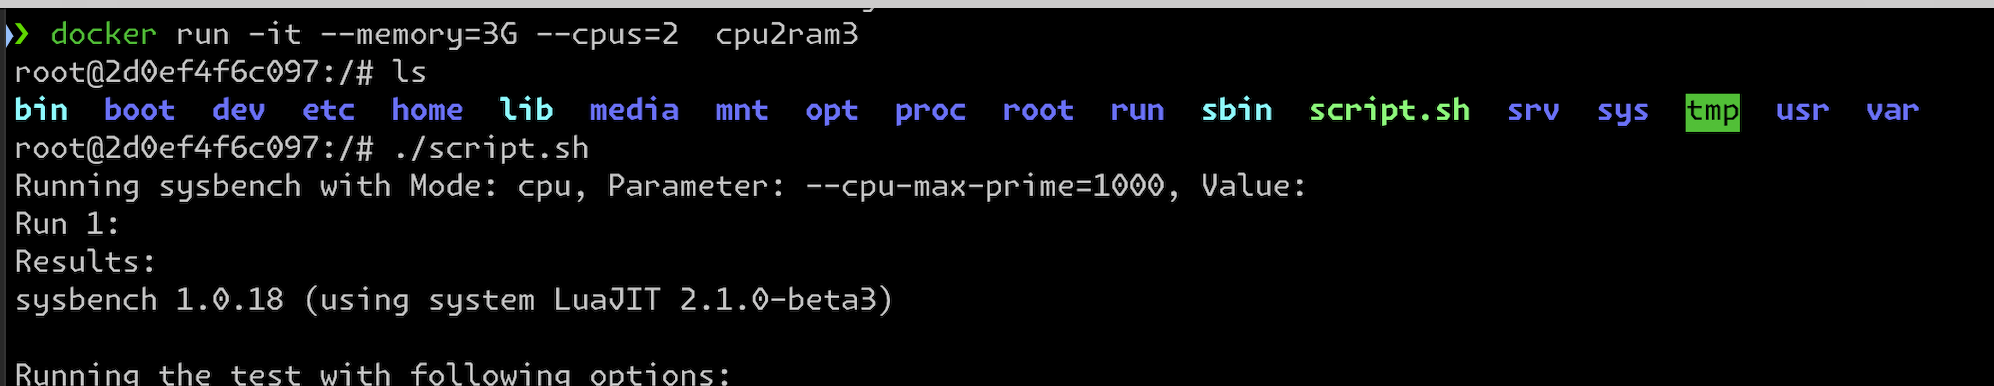 ❯ docker run -it --memory=3G --cpus=2  cpu2ram3
root@2d0ef4f6c097:/# ls
bin  boot  dev  etc  home  lib  media  mnt  opt  proc  root  run  sbin  script.sh  srv  sys  tmp  usr  var
root@2d0ef4f6c097:/# ./script.sh
Running sysbench with Mode: cpu, Parameter: --cpu-max-prime=1000, Value:
Run 1:
Results:
sysbench 1.0.18 (using system LuaJIT 2.1.0-beta3)
Running the test with following options: